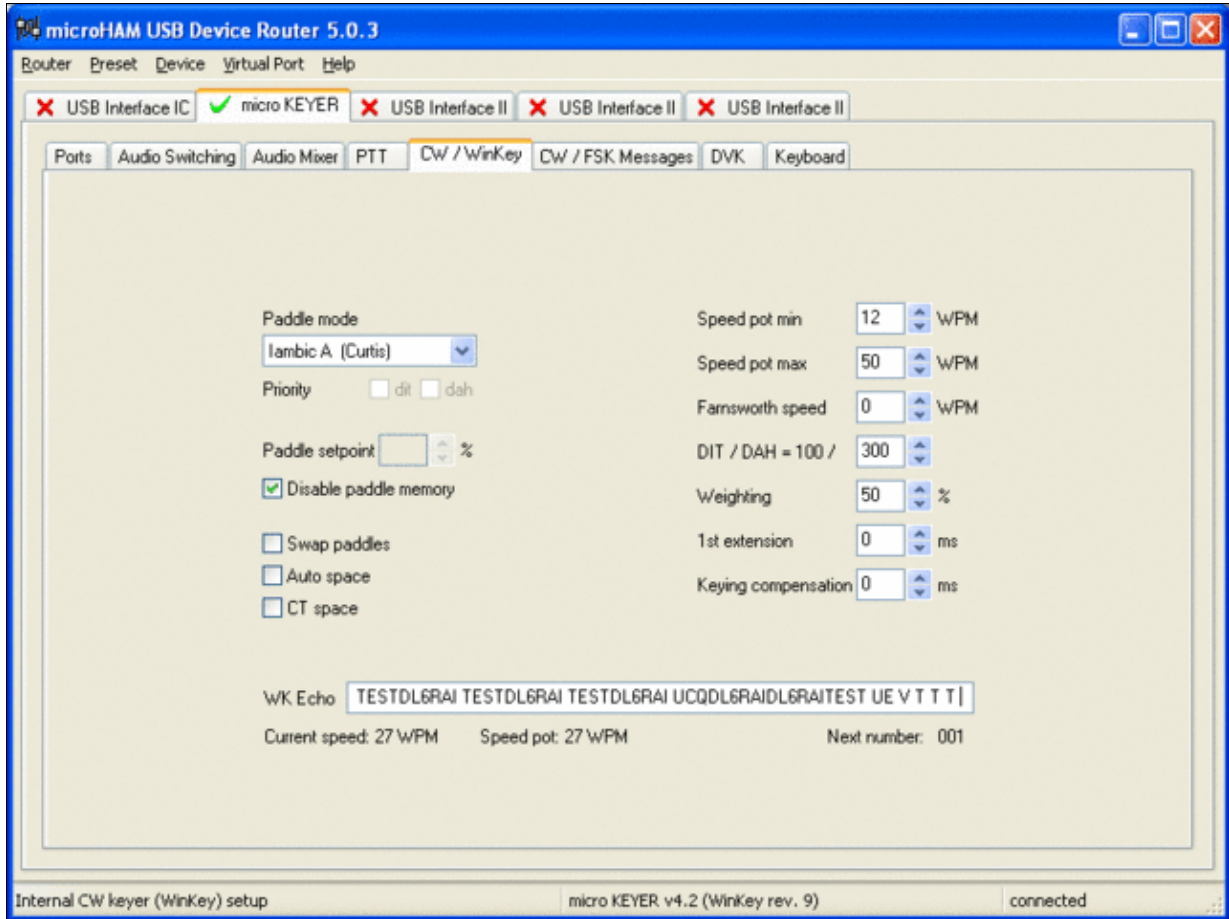 microHAM USB Device Router 5.0.3
Router Preset Device Virtual Port Help
USB Interface IC micro KEYER USB Interface II USB Interface II USB Interface II
Ports Audio Switching Audio Mixer PTT CW / WinKey CW / FSK Messages DVK Keyboard
Paddle mode
Iambic A (Curtis)
Priority dit dah
Paddle setpoint %
Disable paddle memory
Swap paddles
Auto space
CT space
Speed pot min 12 WPM
Speed pot max 50 WPM
Farnsworth speed 0 WPM
DIT / DAH = 100 / 300
Weighting 50 %
1st extension 0 ms
Keying compensation 0 ms
WK Echo TESTDL6RAI TESTDL6RAI TESTDL6RAI UCQDL6RAIDL6RAITEST UE V T T T
Current speed: 27 WPM Speed pot: 27 WPM Next number: 001
Internal CW keyer (WinKey) setup micro KEYER v4.2 (WinKey rev. 9) connected